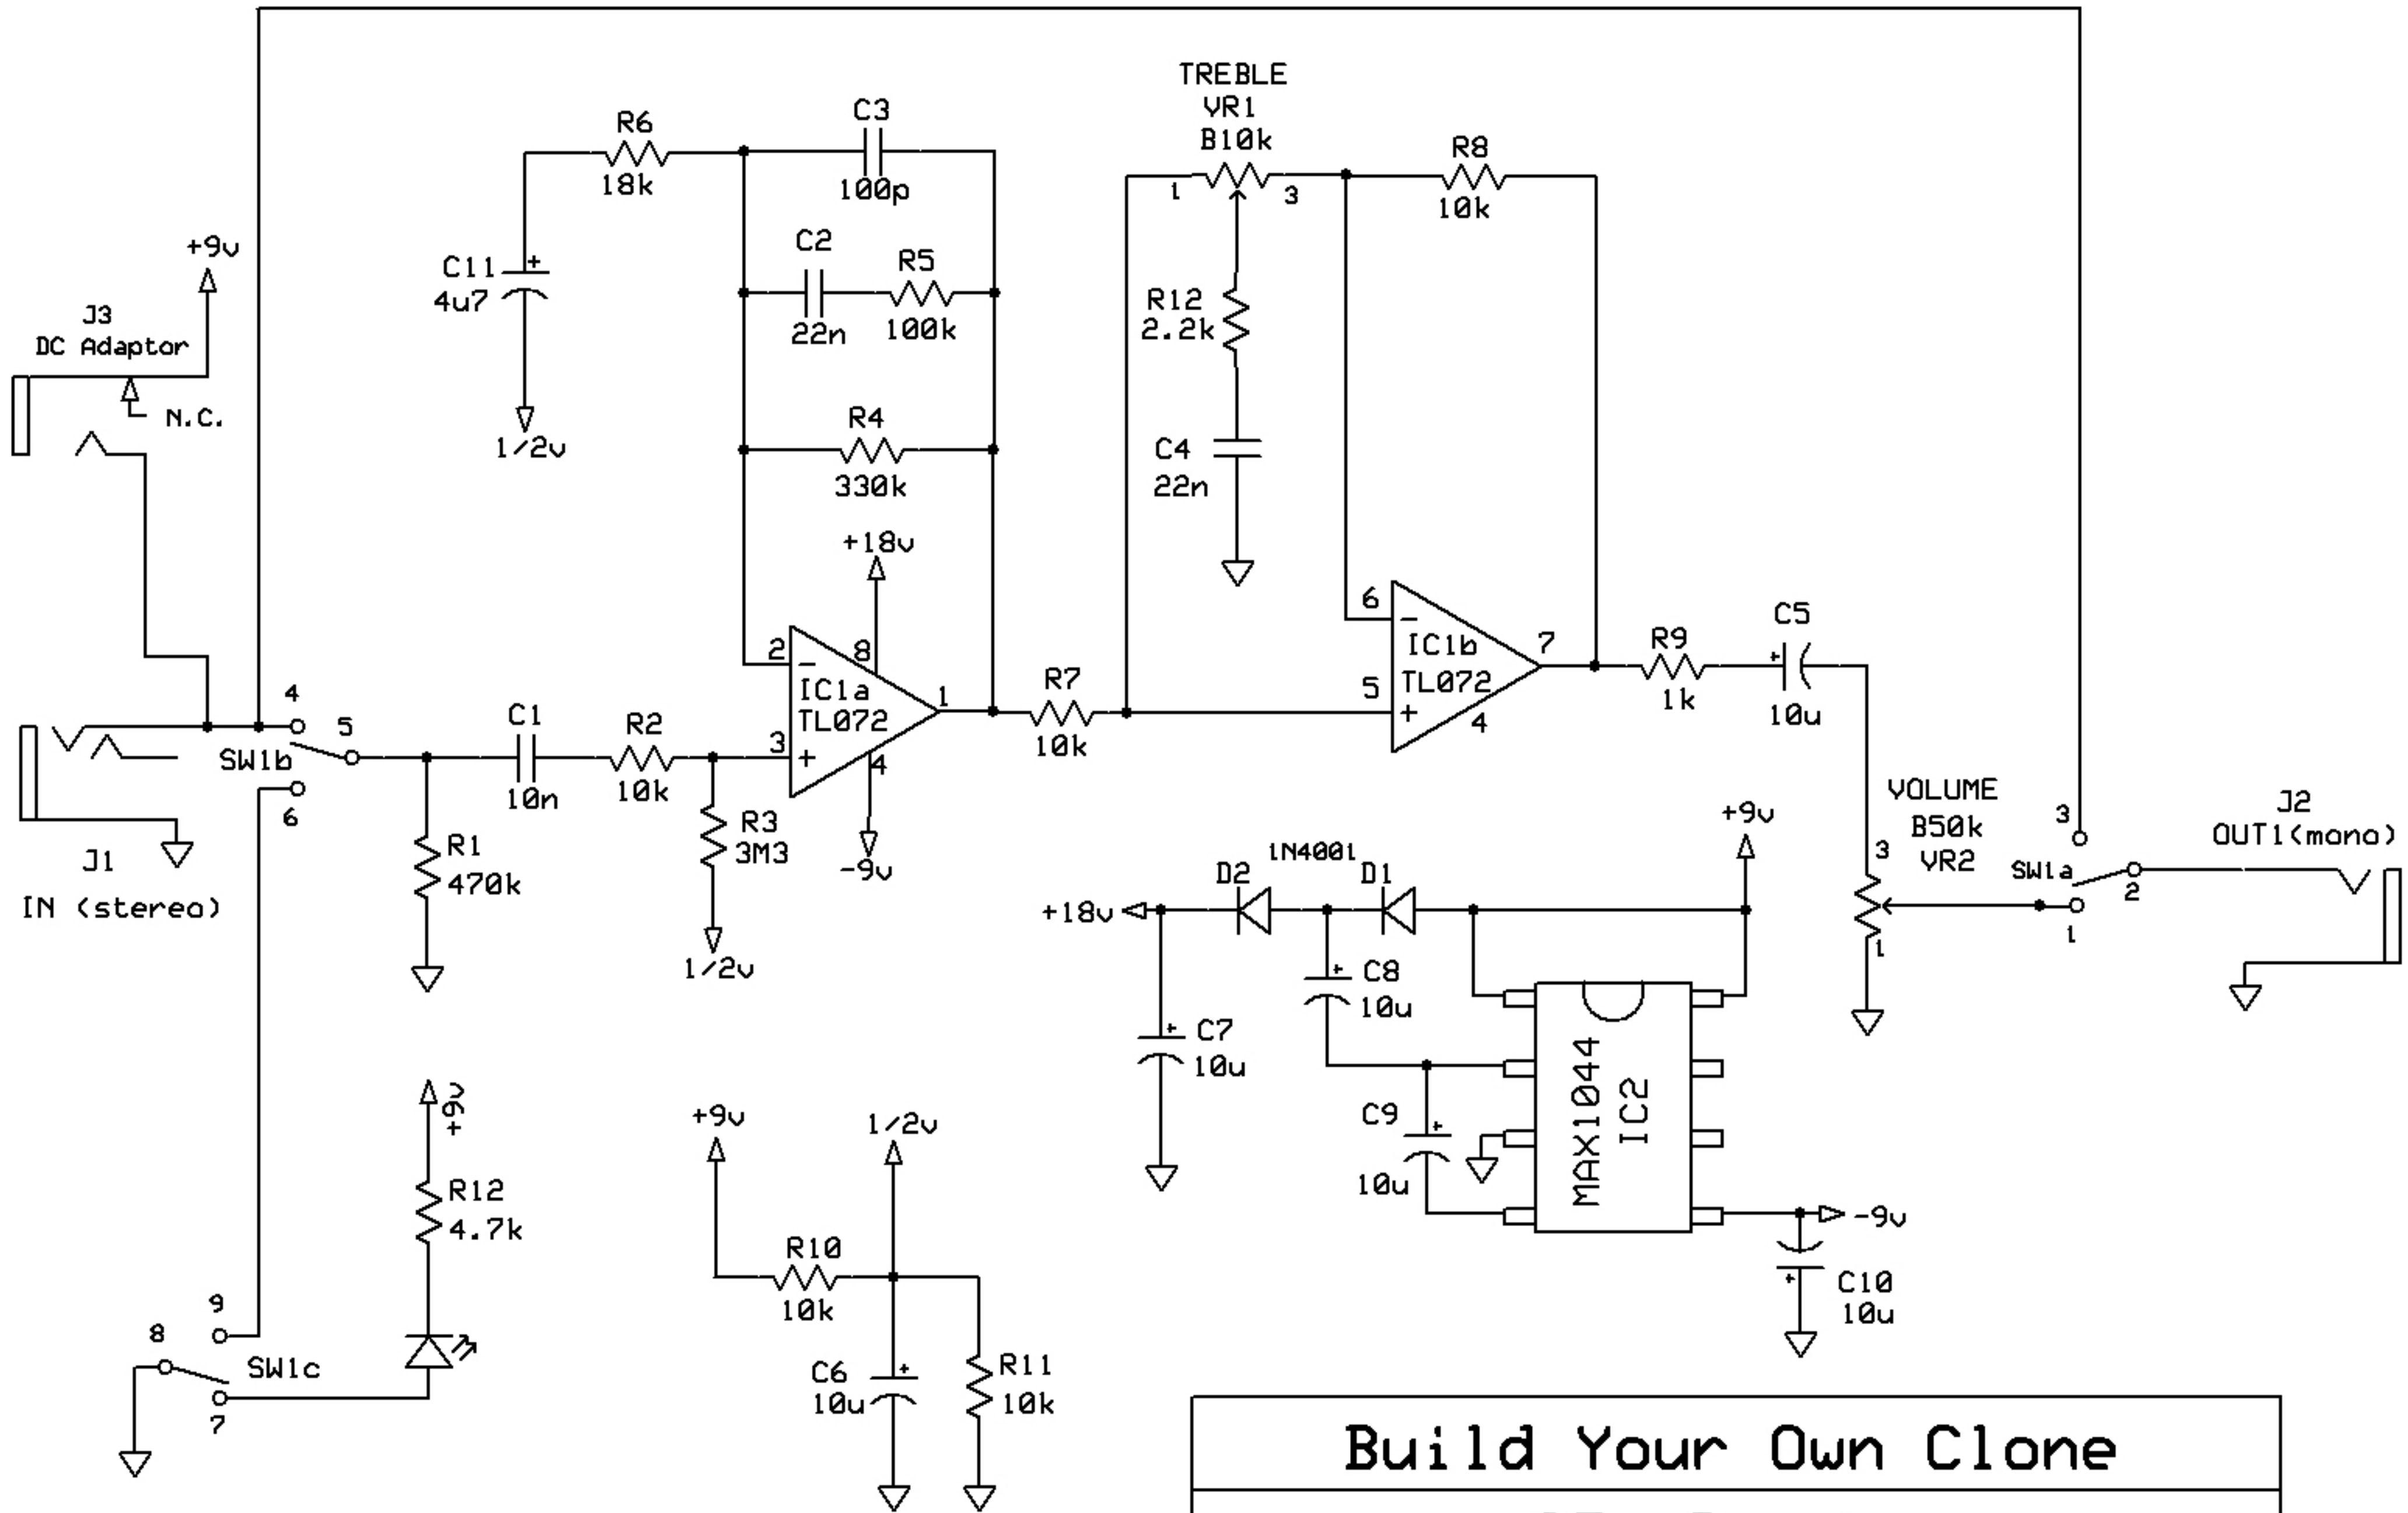 TREBLE
VR1
B10k
1
3
R8
10k
R6
18k
C3
100p
C2
22n
R5
100k
R4
330k
C11
4u7
1/2v
+9v
J3
DC Adaptor
N.C.
R12
2.2k
C4
22n
+18v
2
8
IC1a
TL072
1
3
4
-9v
R7
10k
6
IC1b
TL072
7
5
4
R9
1k
C5
10u
4
5
SW1b
6
J1
IN (stereo)
C1
10n
R2
10k
R1
470k
R3
3M3
1/2v
VOLUME
B50k
VR2
3
1
3
SW1a
2
1
J2
OUT1(mono)
+18v
D2
1N4001
D1
+9v
C8
10u
C7
10u
C9
10u
MAX1044
IC2
-9v
C10
10u
+9v
R12
4.7k
9
8
SW1c
7
+9v
1/2v
R10
10k
C6
10u
R11
10k
Build Your Own Clone